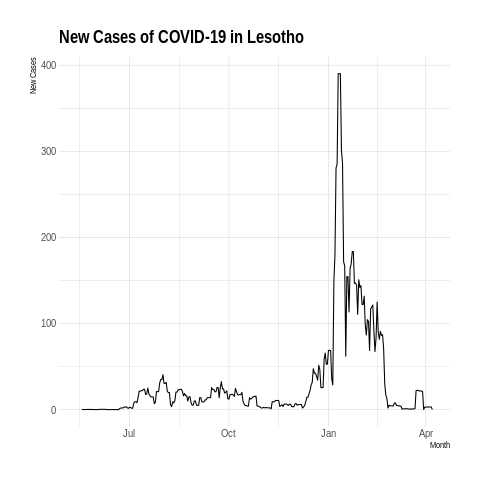 New Cases of COVID-19 in Lesotho
New Cases
400
300
200
100
0
Jul Oct Jan Apr
Month